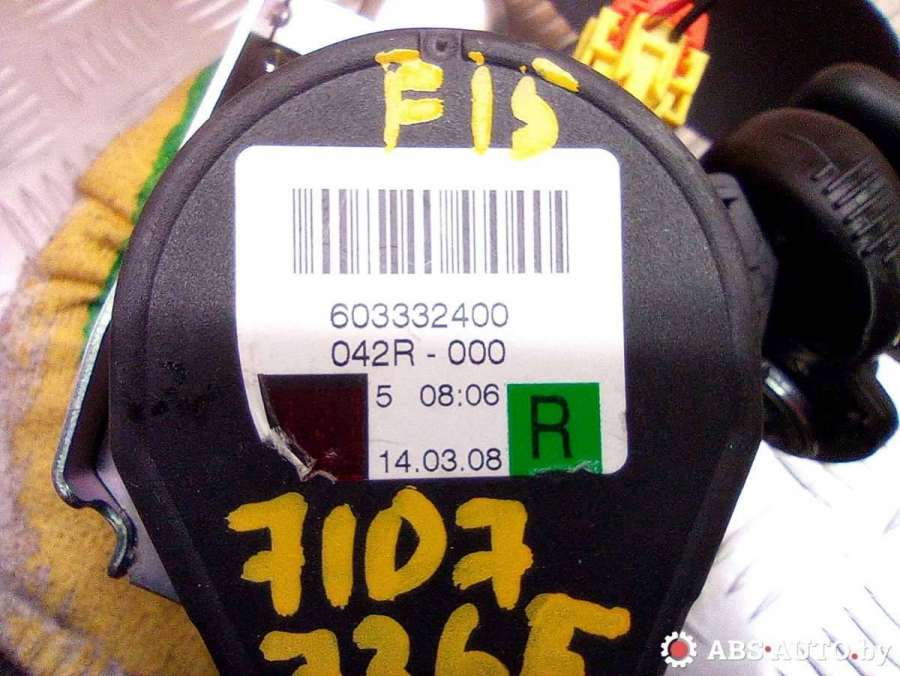 F15
603332400
042R - 000
5 08:06
R
14.03.08
7107
ABS-AUTO.by